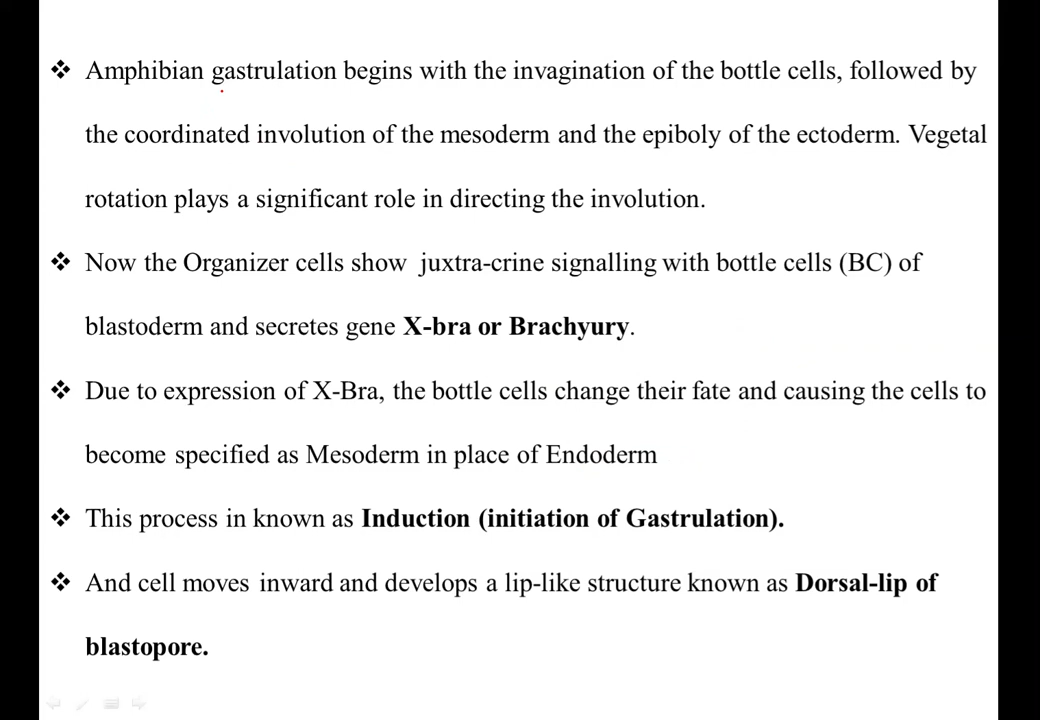 ❖ Amphibian gastrulation begins with the invagination of the bottle cells, followed by
the coordinated involution of the mesoderm and the epiboly of the ectoderm. Vegetal
rotation plays a significant role in directing the involution.
❖ Now the Organizer cells show juxtra-crine signalling with bottle cells (BC) of
blastoderm and secretes gene X-bra or Brachyury.
❖ Due to expression of X-Bra, the bottle cells change their fate and causing the cells to
become specified as Mesoderm in place of Endoderm
❖ This process in known as Induction (initiation of Gastrulation).
❖ And cell moves inward and develops a lip-like structure known as Dorsal-lip of
blastopore.